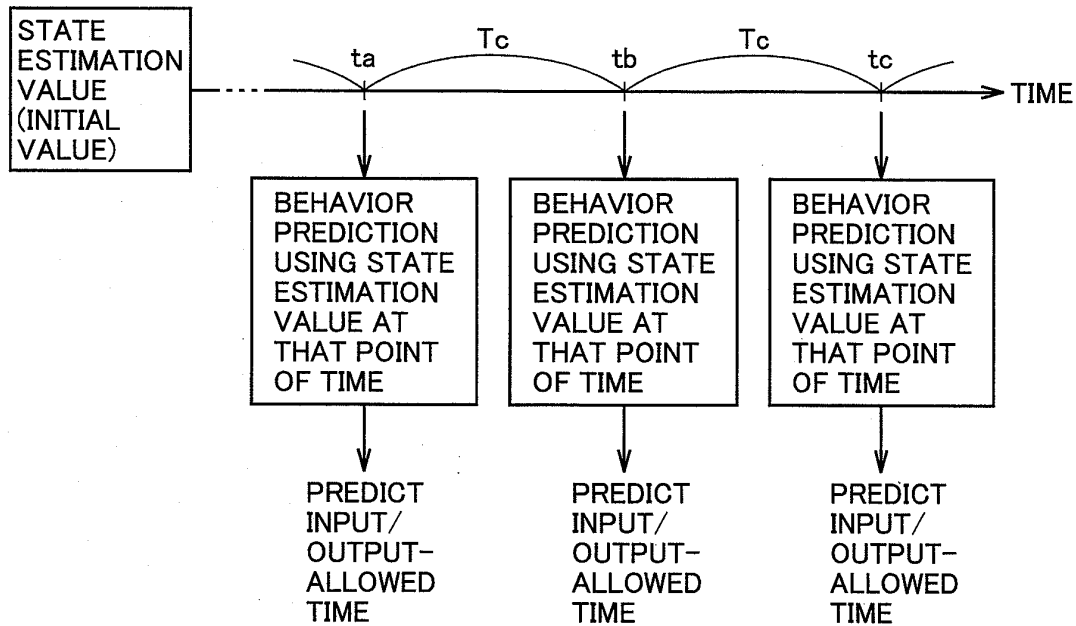 STATE
ESTIMATION
VALUE
(INITIAL
VALUE)
ta
Tc
tb
Tc
tc
TIME
BEHAVIOR
PREDICTION
USING STATE
ESTIMATION
VALUE AT
THAT POINT
OF TIME
BEHAVIOR
PREDICTION
USING STATE
ESTIMATION
VALUE AT
THAT POINT
OF TIME
BEHAVIOR
PREDICTION
USING STATE
ESTIMATION
VALUE AT
THAT POINT
OF TIME
PREDICT
INPUT/
OUTPUT-
ALLOWED
TIME
PREDICT
INPUT/
OUTPUT-
ALLOWED
TIME
PREDICT
INPUT/
OUTPUT-
ALLOWED
TIME